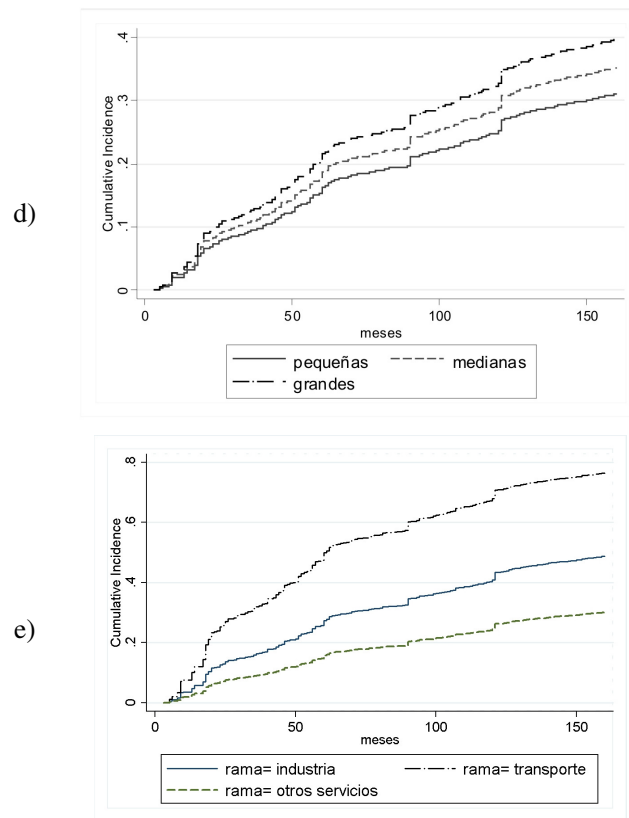 d)
Cumulative Incidence
.4
.3
.2
.1
0
0 50 100 150
meses
pequeñas medianas
grandes
e)
Cumulative Incidence
.8
.6
.4
.2
0
0 50 100 150
meses
rama= industria rama= transporte
rama= otros servicios